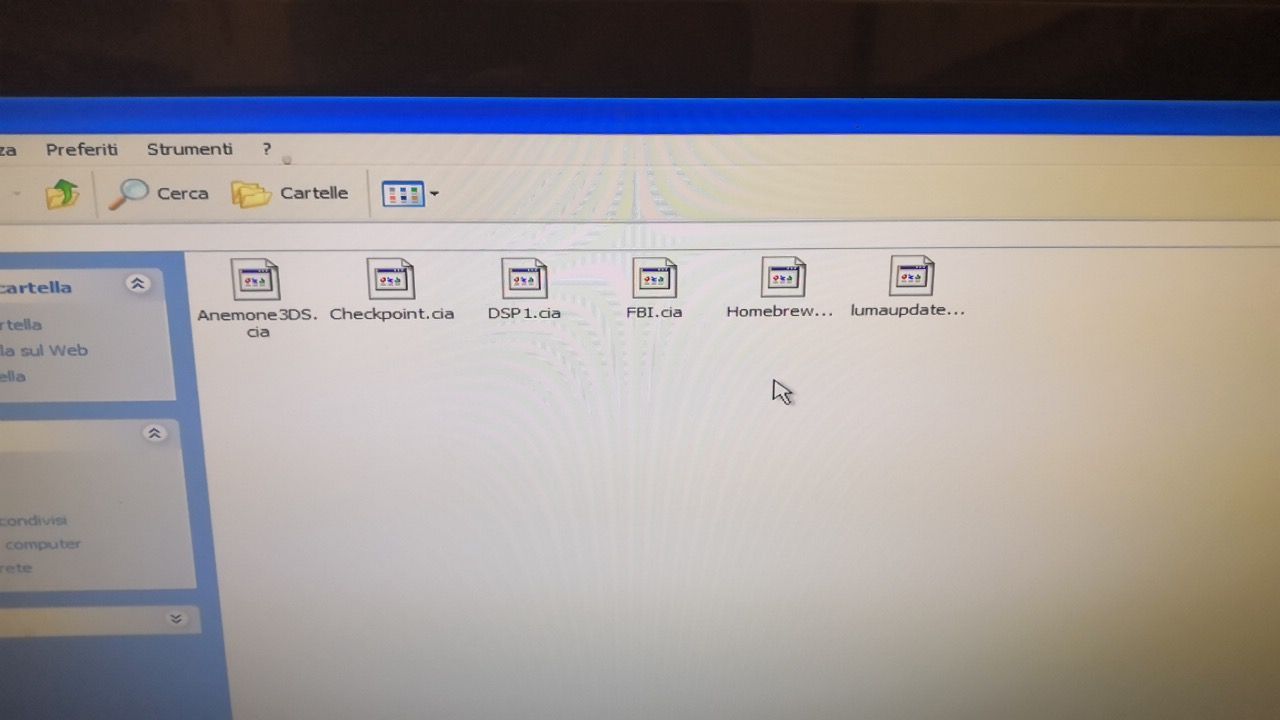 za Preferiti Strumenti ?
Cerca Cartelle
cartella
rtella
la sul Web
ella
condivisi
computer
rete
Anemone3DS.
cia
Checkpoint.cia
DSP1.cia
FBI.cia
Homebrew...
lumaupdate...